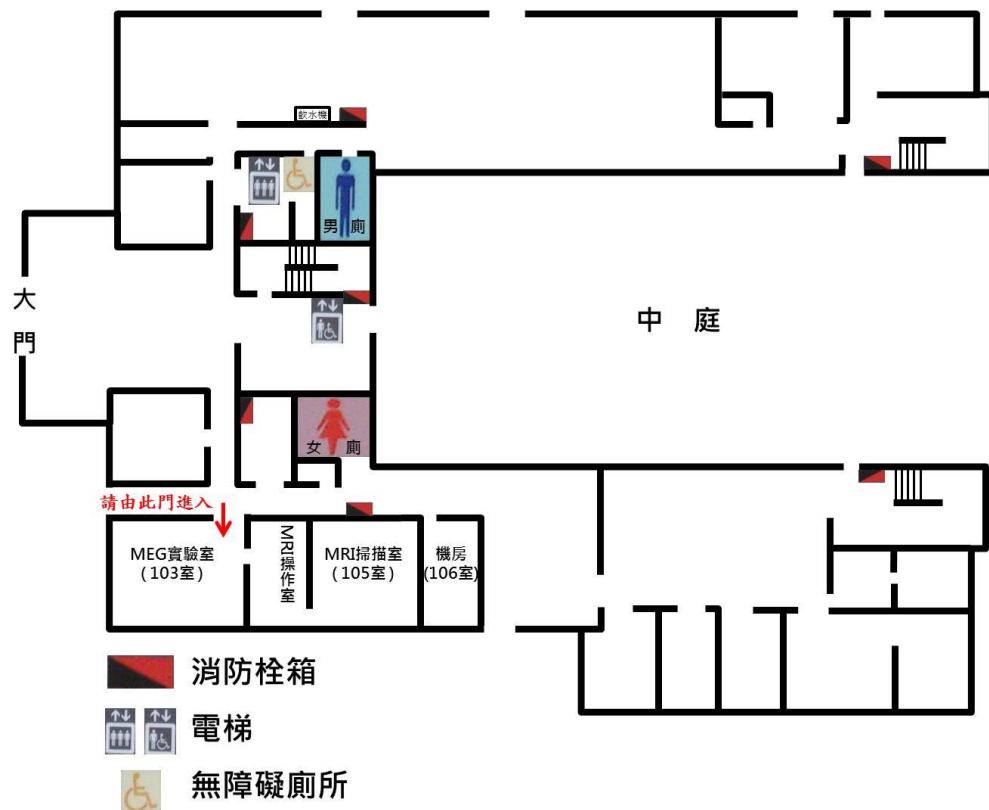 飲水機
男廁
大
門
中庭
女廁
請由此門進入
MEG實驗室
(103室)
MRI操作室
MRI掃描室
(105室)
機房
(106室)
消防栓箱
電梯
無障礙廁所